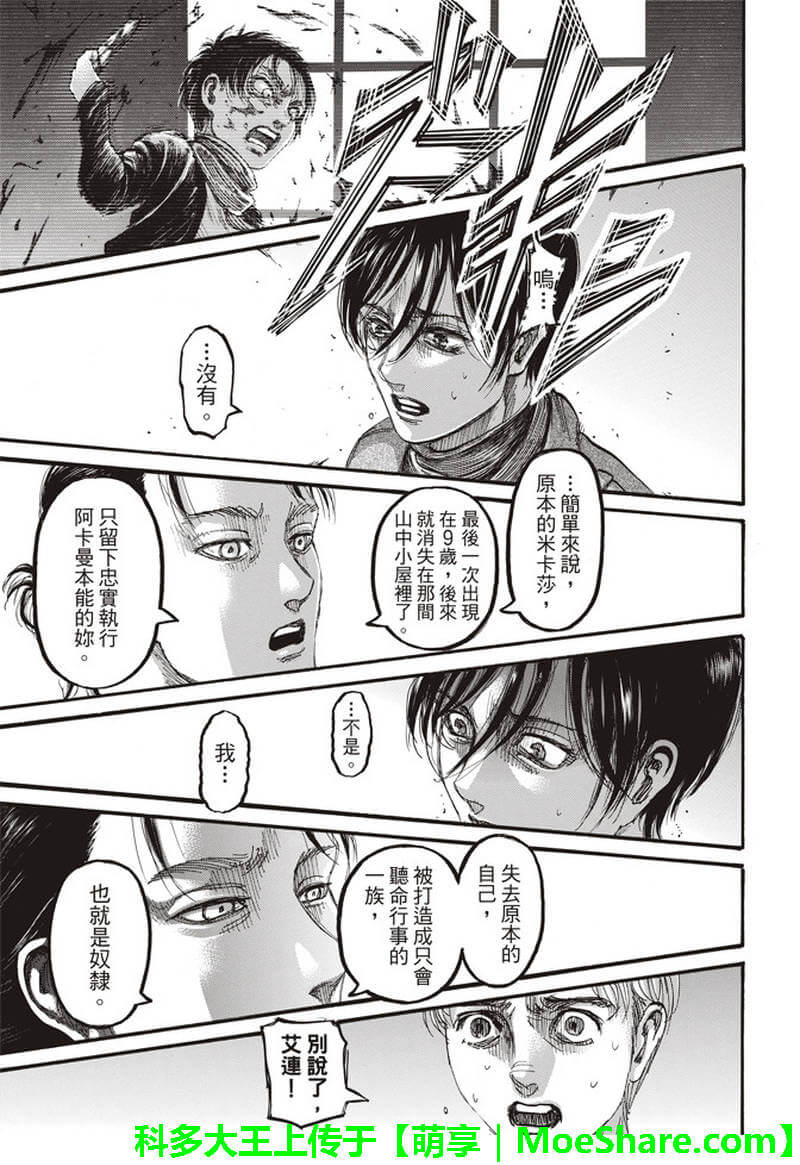 ズキン
嗚…
…沒有。
…簡單來說，
原本的米卡莎，
最後一次出現
在9歲，後來
就消失在那間
山中小屋裡了。
只留下忠實執行
阿卡曼本能的妳。
…不是。
我…
失去原本的
自己，
被打造成只會
聽命行事的
一族，
也就是奴隸。
別說了，
艾連！
科多大王上传于【萌享】|MoeShare.com】